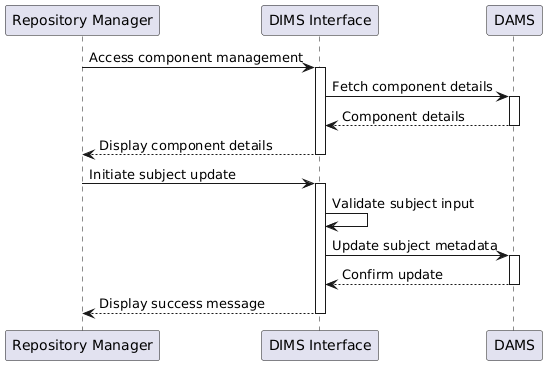 Repository Manager
DIMS Interface
DAMS
Access component management
Fetch component details
Component details
Display component details
Initiate subject update
Validate subject input
Update subject metadata
Confirm update
Display success message
Repository Manager
DIMS Interface
DAMS